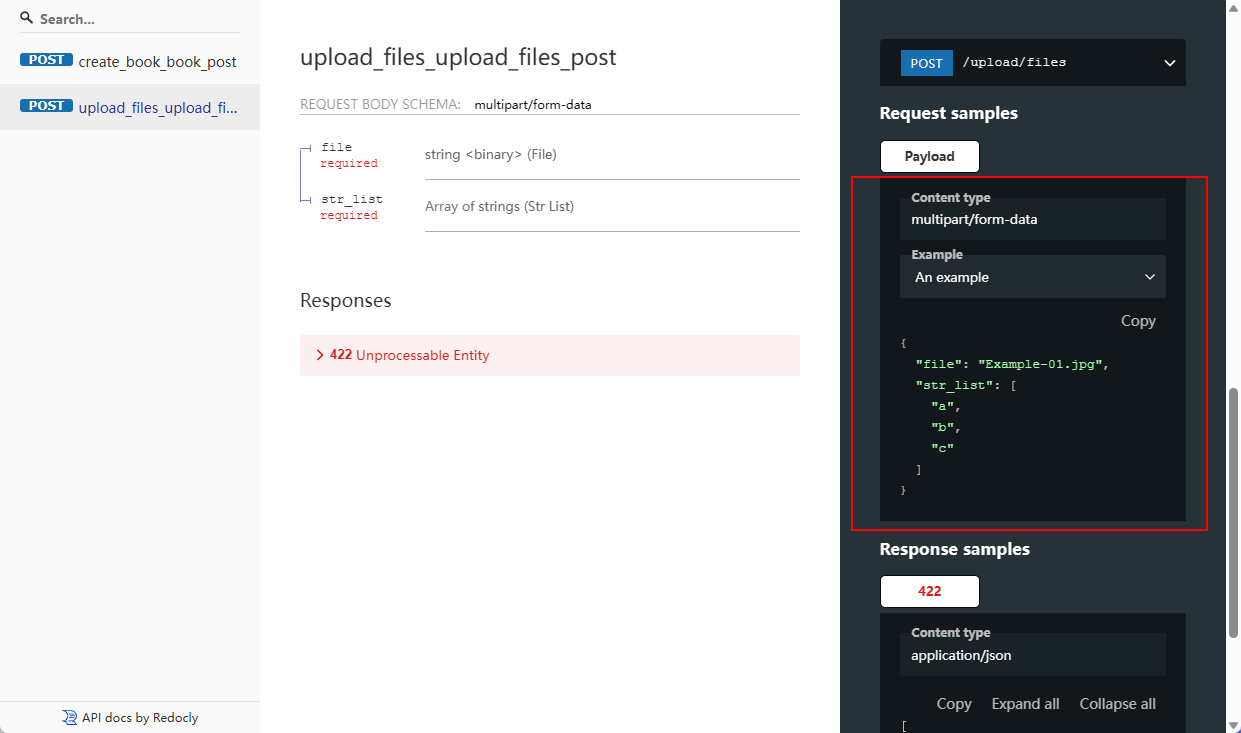 Search...
POST create_book_book_post
POST upload_files_upload_fi...
API docs by Redocly
upload_files_upload_files_post
REQUEST BODY SCHEMA: multipart/form-data
file
required
string <binary> (File)
str_list
required
Array of strings (Str List)
Responses
422 Unprocessable Entity
POST /upload/files
Request samples
Payload
Content type
multipart/form-data
Example
An example
Copy
{
"file": "Example-01.jpg",
"str_list": [
"a",
"b",
"c"
]
}
Response samples
422
Content type
application/json
Copy Expand all Collapse all
[